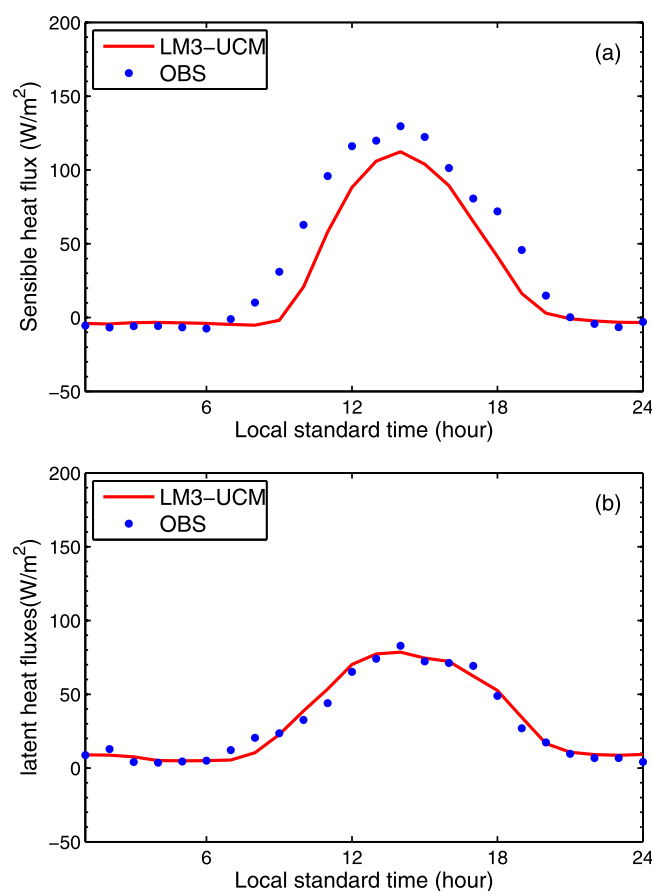 200
LM3−UCM
OBS
(a)
150
100
50
0
−50
Sensible heat flux (W/m²)
6
12
18
24
Local standard time (hour)
200
LM3−UCM
OBS
(b)
150
100
50
0
−50
latent heat fluxes(W/m²)
6
12
18
24
Local standard time (hour)